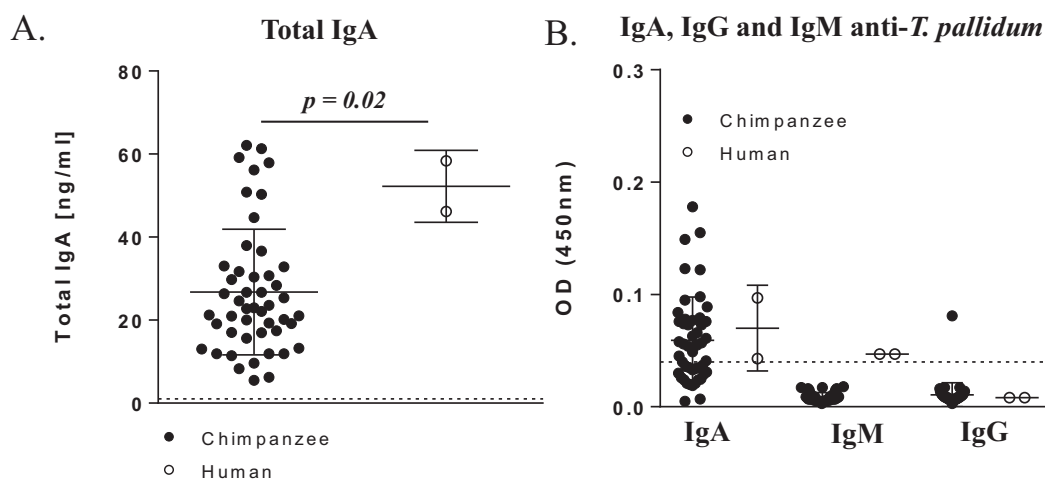 A.
Total IgA
Total IgA [ng/ml]
80
60
40
20
0
p = 0.02
Chimpanzee
Human
B.
IgA, IgG and IgM anti-T. pallidum
OD (450nm)
0.3
0.2
0.1
0.0
Chimpanzee
Human
IgA
IgM
IgG